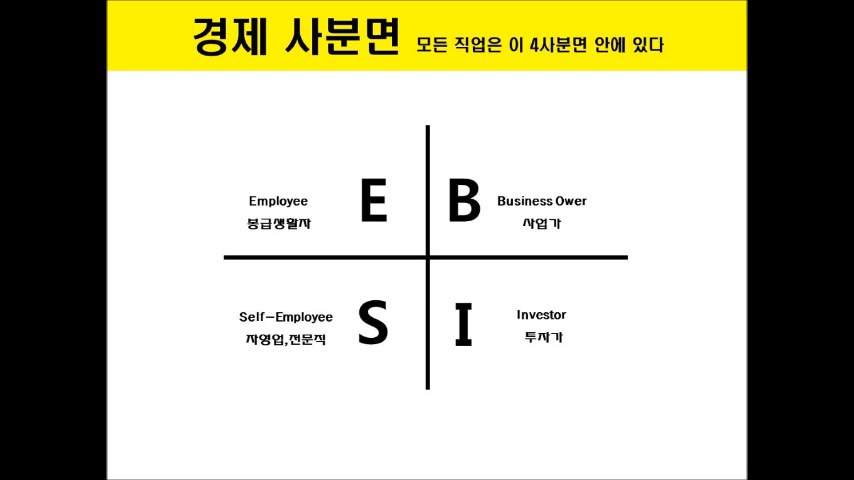 경제 사분면 모든 직업은 이 4사분면 안에 있다
Employee
봉급생활자
E
B
Business Ower
사업가
Self-Employee
자영업,전문직
S
I
Investor
투자가